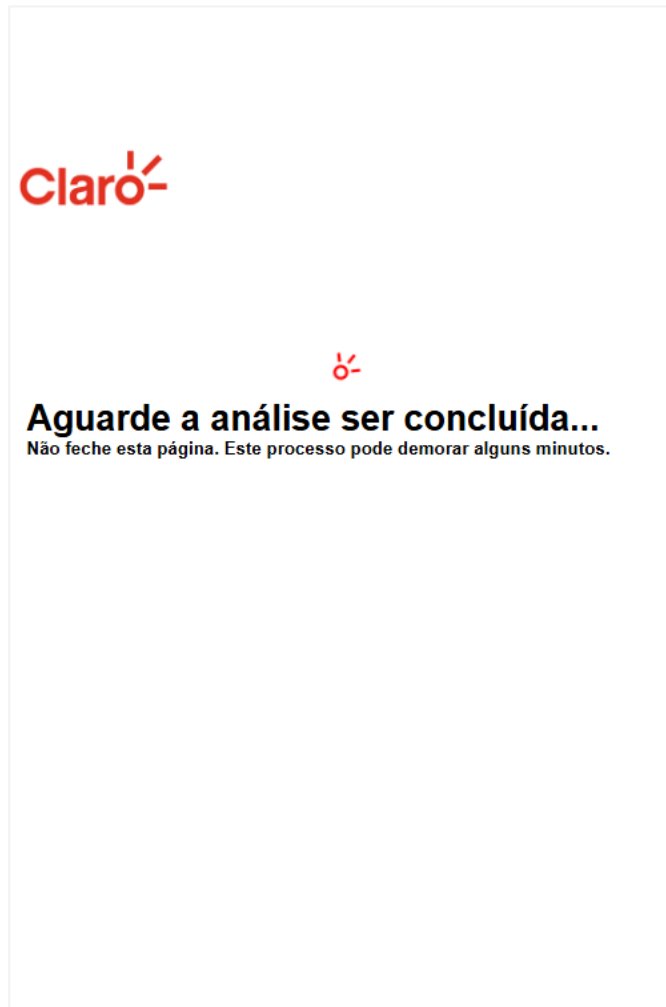 Claro
Aguarde a análise ser concluída...
Não feche esta página. Este processo pode demorar alguns minutos.